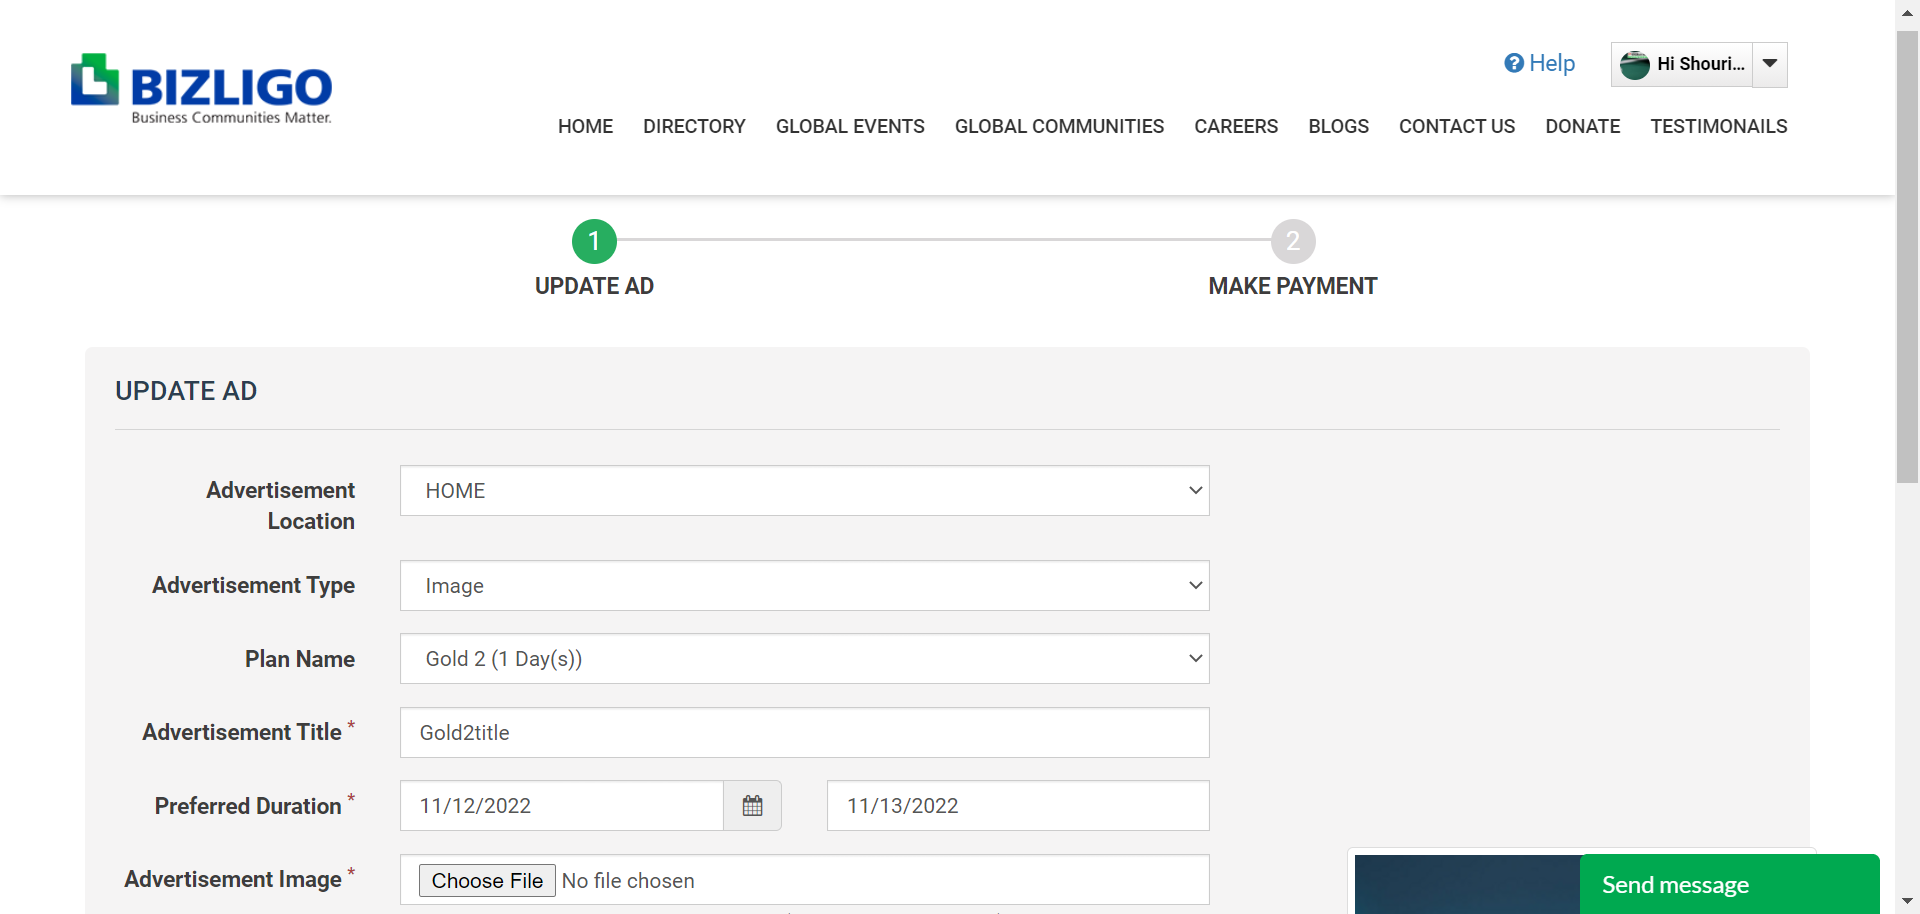 BIZLIGO
Business Communities Matter.
Help
Hi Shouri...
HOME DIRECTORY GLOBAL EVENTS GLOBAL COMMUNITIES CAREERS BLOGS CONTACT US DONATE TESTIMONAILS
1
2
UPDATE AD
MAKE PAYMENT
UPDATE AD
Advertisement Location
HOME
Advertisement Type
Image
Plan Name
Gold 2 (1 Day(s))
Advertisement Title *
Gold2title
Preferred Duration *
11/12/2022
11/13/2022
Advertisement Image *
Choose File No file chosen
Send message